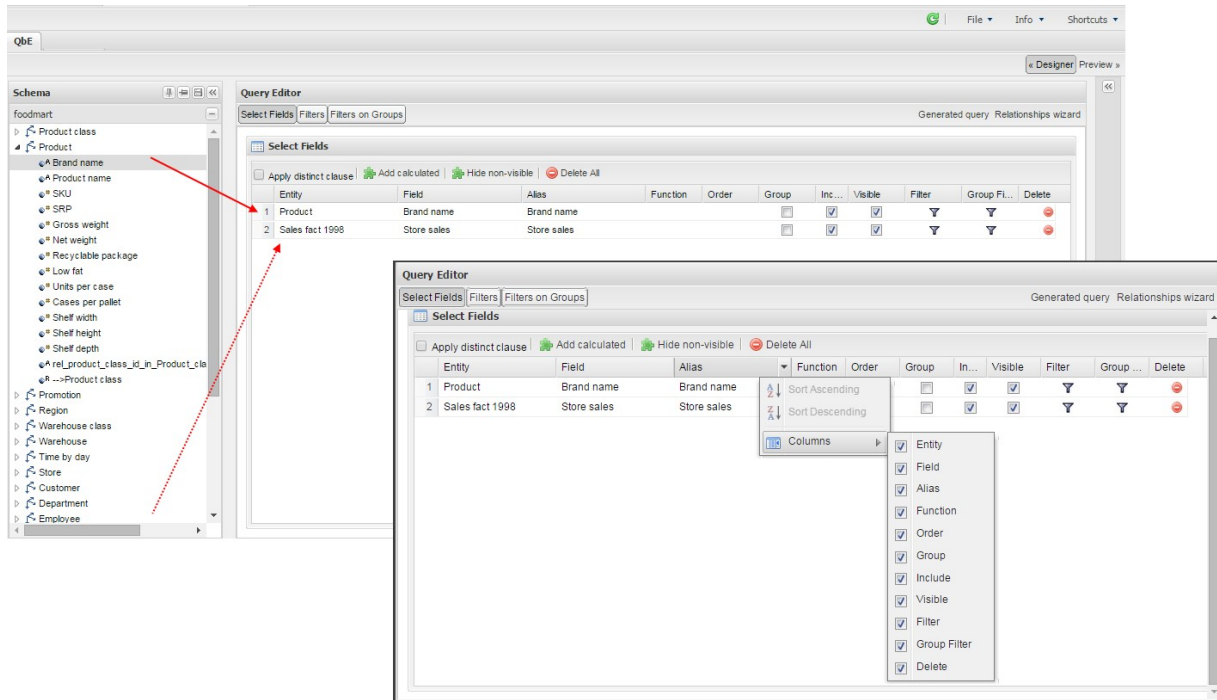 File Info Shortcuts
QbE
« Designer Preview »
Schema
foodmart
Product class
Product
Brand name
Product name
SKU
SRP
Gross weight
Net weight
Recyclable package
Low fat
Units per case
Cases per pallet
Shelf width
Shelf height
Shelf depth
rel_product_class_id_in_Product_cla
-->Product class
Promotion
Region
Warehouse class
Warehouse
Time by day
Store
Customer
Department
Employee
Query Editor
Select Fields Filters Filters on Groups Generated query Relationships wizard
Select Fields
Apply distinct clause Add calculated Hide non-visible Delete All
Entity Field Alias Function Order Group Inc... Visible Filter Group Fi... Delete
1 Product Brand name Brand name
2 Sales fact 1998 Store sales Store sales
Query Editor
Select Fields Filters Filters on Groups Generated query Relationships wizard
Select Fields
Apply distinct clause Add calculated Hide non-visible Delete All
Entity Field Alias Function Order Group In... Visible Filter Group ... Delete
1 Product Brand name Brand name
2 Sales fact 1998 Store sales Store sales
Sort Ascending
Sort Descending
Columns
Entity
Field
Alias
Function
Order
Group
Include
Visible
Filter
Group Filter
Delete